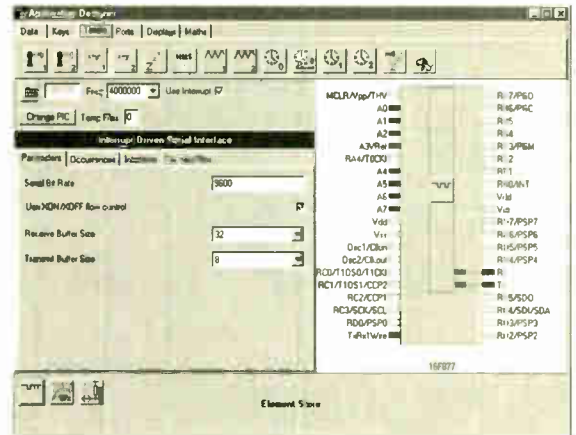 Application Designer
Data Keys Timers Ports Displays Maths
Freq 4000000 Use Interrupt
Change PIC Temp Files 0
Interrupt Driven Serial Interface
Parameters Occurrences
Serial Bit Rate 9600
Use XON/XOFF flow control
Receive Buffer Size 32
Transmit Buffer Size 8
MCLR/Vpp/THV
A0
A1
A2
A3/Ref
RA4/T0CKI
A4
A5
A6
A7
Vdd
Vss
Osc1/Clkin
Osc2/Clkout
RC0/T1OSO/T1CKI
RC1/T1OS1/CCP2
RC2/CCP1
RC3/SCK/SCL
RD0/PSP0
TxRx1Wire
RB7/PGD
RB6/PGC
RB5
RB4
RB3/PGM
RB2
RB1
RB0/INT
Vdd
Vss
RD7/PSP7
RD6/PSP6
RD5/PSP5
RD4/PSP4
R
T
RC5/SDO
RC4/SDI/SDA
RD3/PSP3
RD2/PSP2
16F877
Element Store